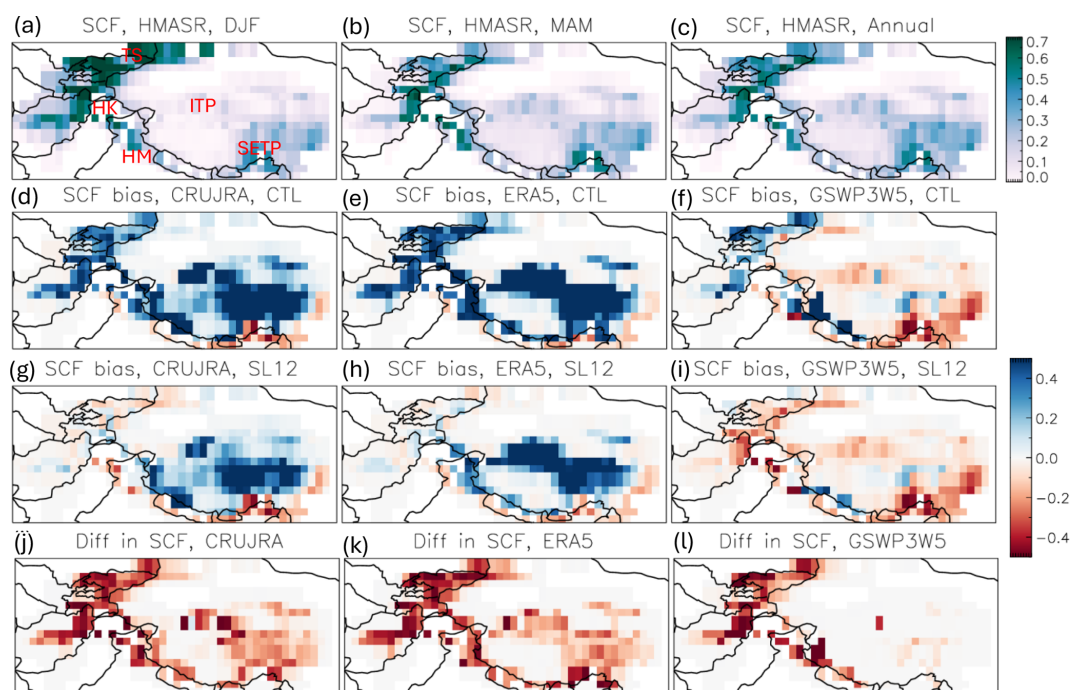 (a) SCF, HMASR, DJF
(b) SCF, HMASR, MAM
(c) SCF, HMASR, Annual
TS
HK
ITP
HM
SETP
0.7
0.6
0.5
0.4
0.3
0.2
0.1
0.0
(d) SCF bias, CRUJRA, CTL
(e) SCF bias, ERA5, CTL
(f) SCF bias, GSWP3W5, CTL
(g) SCF bias, CRUJRA, SL12
(h) SCF bias, ERA5, SL12
(i) SCF bias, GSWP3W5, SL12
0.4
0.2
0.0
−0.2
−0.4
(j) Diff in SCF, CRUJRA
(k) Diff in SCF, ERA5
(l) Diff in SCF, GSWP3W5